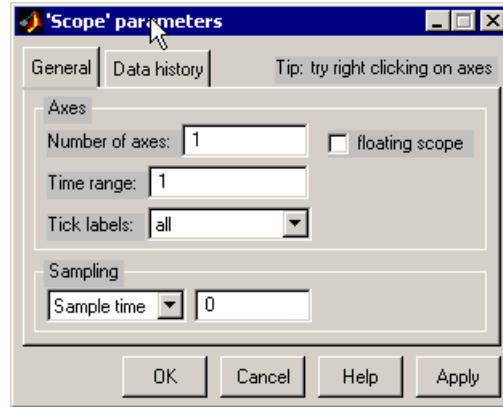 'Scope' parameters
General Data history Tip: try right clicking on axes
Axes
Number of axes: 1 floating scope
Time range: 1
Tick labels: all
Sampling
Sample time 0
OK Cancel Help Apply